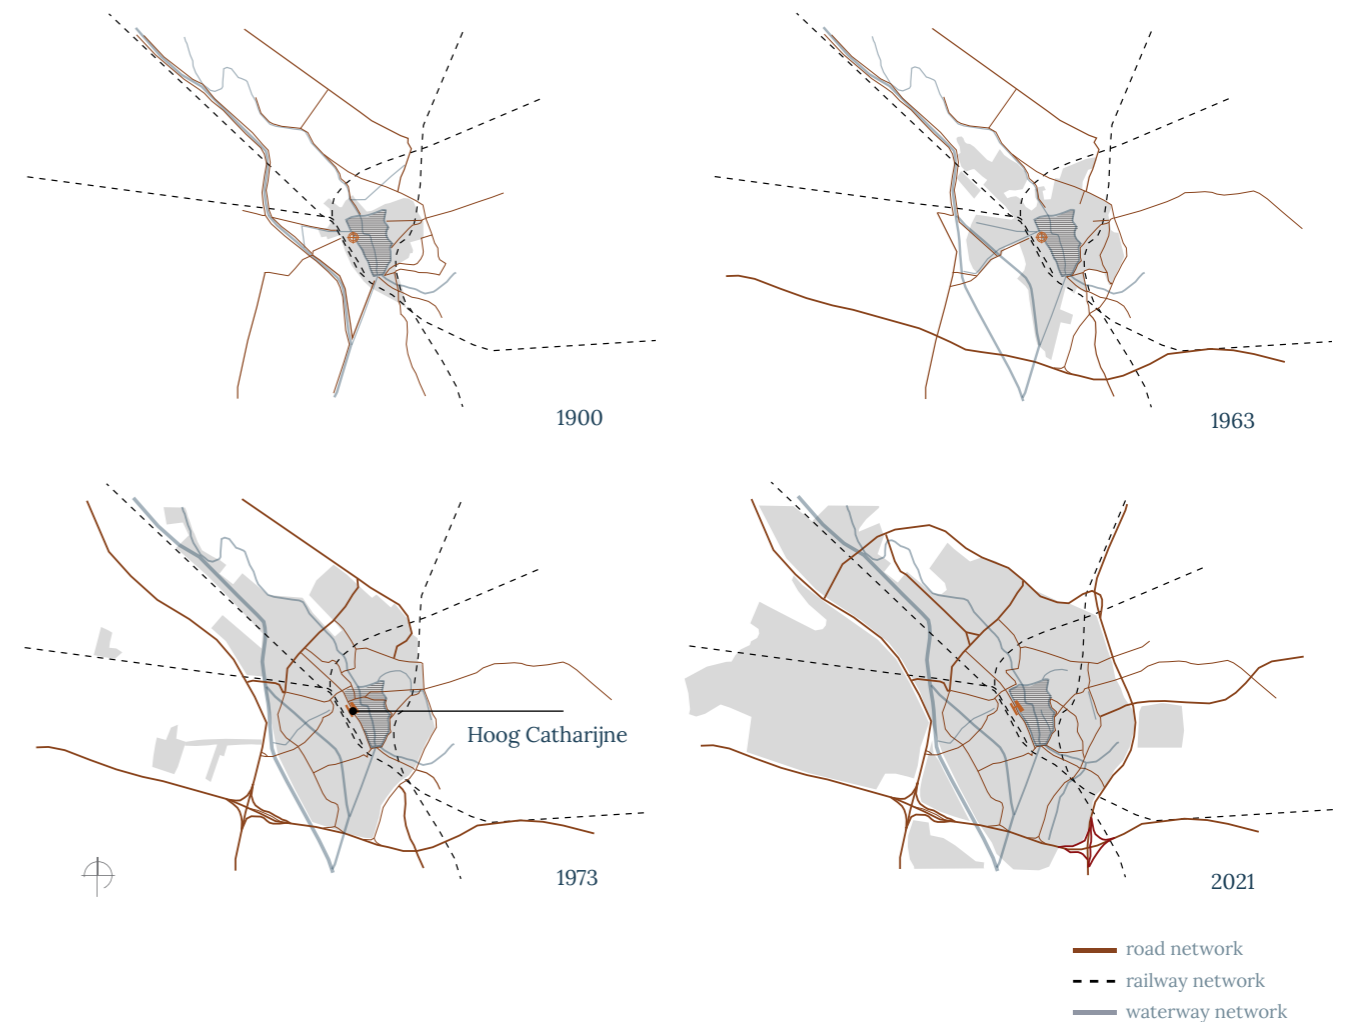 1900
1963
Hoog Catharijne
1973
2021
road network
railway network
waterway network